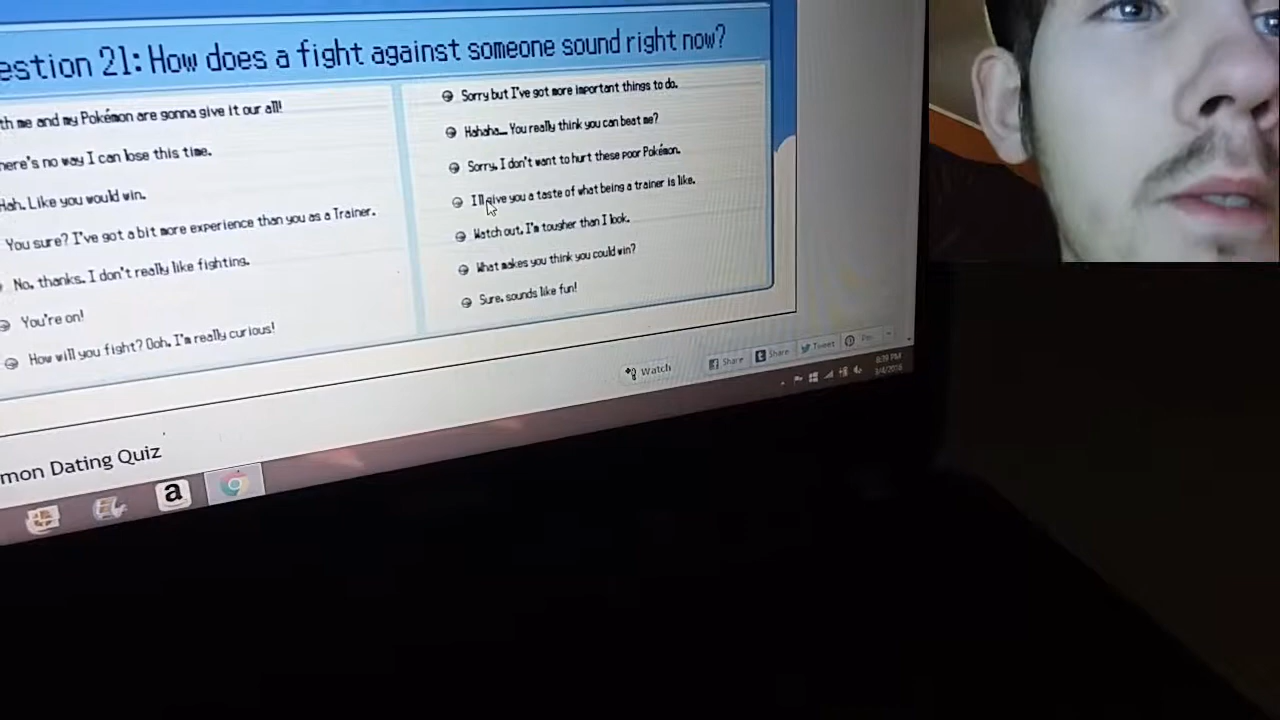 estion 21: How does a fight against someone sound right now?
th me and my Pokémon are gonna give it our all!
here's no way I can lose this time.
Hah. Like you would win.
You sure? I've got a bit more experience than you as a Trainer.
No, thanks. I don't really like fighting.
You're on!
How will you fight? Ooh, I'm really curious!
Sorry but I've got more important things to do.
Hahaha... You really think you can beat me?
Sorry, I don't want to hurt these poor Pokémon.
I'll give you a taste of what being a trainer is like.
Watch out, I'm tougher than I look.
What makes you think you could win?
Sure, sounds like fun!
Watch
Share
Share
Tweet
8:39 PM
mon Dating Quiz
a